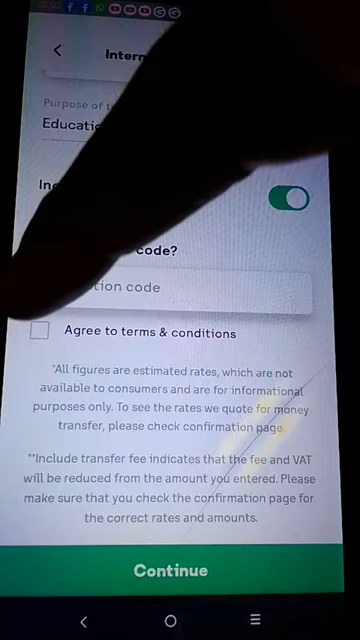 Purpose of
code?
tion code
Agree to terms & conditions
*All figures are estimated rates, which are not
available to consumers and are for informational
purposes only. To see the rates we quote for money
transfer, please check confirmation page.
**Include transfer fee indicates that the fee and VAT
will be reduced from the amount you entered. Please
make sure that you check the confirmation page for
the correct rates and amounts.
Continue